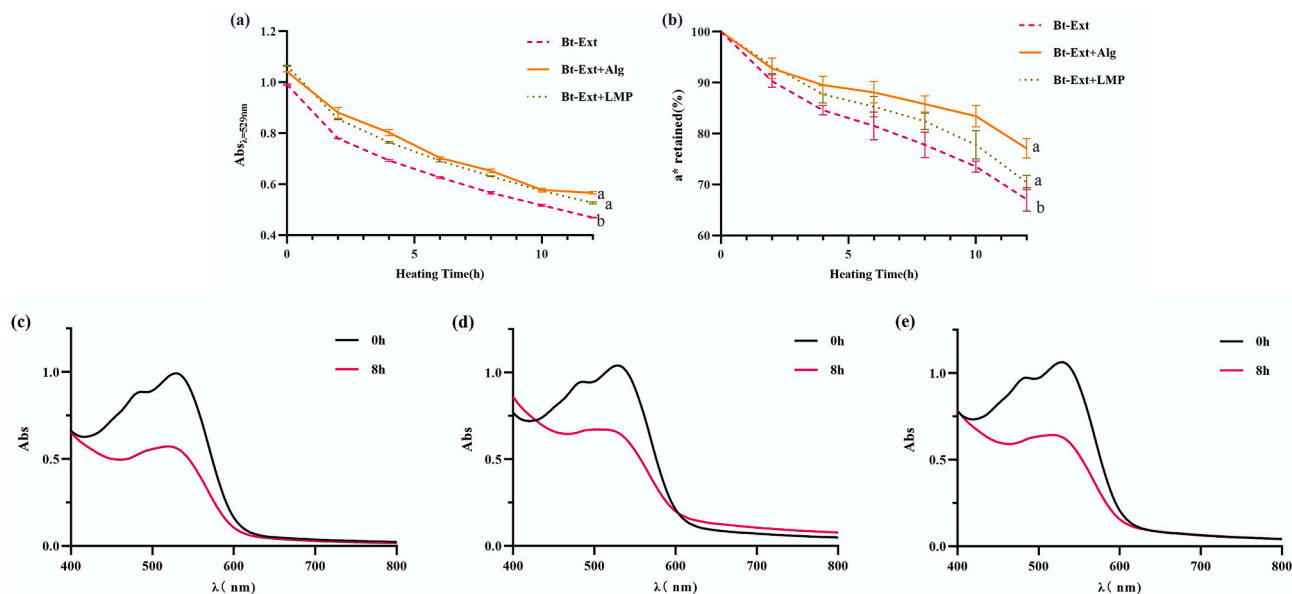 (a)
Bt-Ext
Bt-Ext+Alg
Bt-Ext+LMP
1.2
1.0
0.8
0.6
0.4
Absλ=529nm
a
a
b
0
5
10
Heating Time(h)
(b)
Bt-Ext
Bt-Ext+Alg
Bt-Ext+LMP
100
90
80
70
60
a* retained(%)
a
a
b
0
5
10
Heating Time(h)
(c)
0h
8h
1.0
0.5
0.0
Abs
400 500 600 700 800
λ( nm)
(d)
0h
8h
1.0
0.5
0.0
Abs
400 500 600 700 800
λ( nm)
(e)
0h
8h
1.0
0.5
0.0
Abs
400 500 600 700 800
λ( nm)